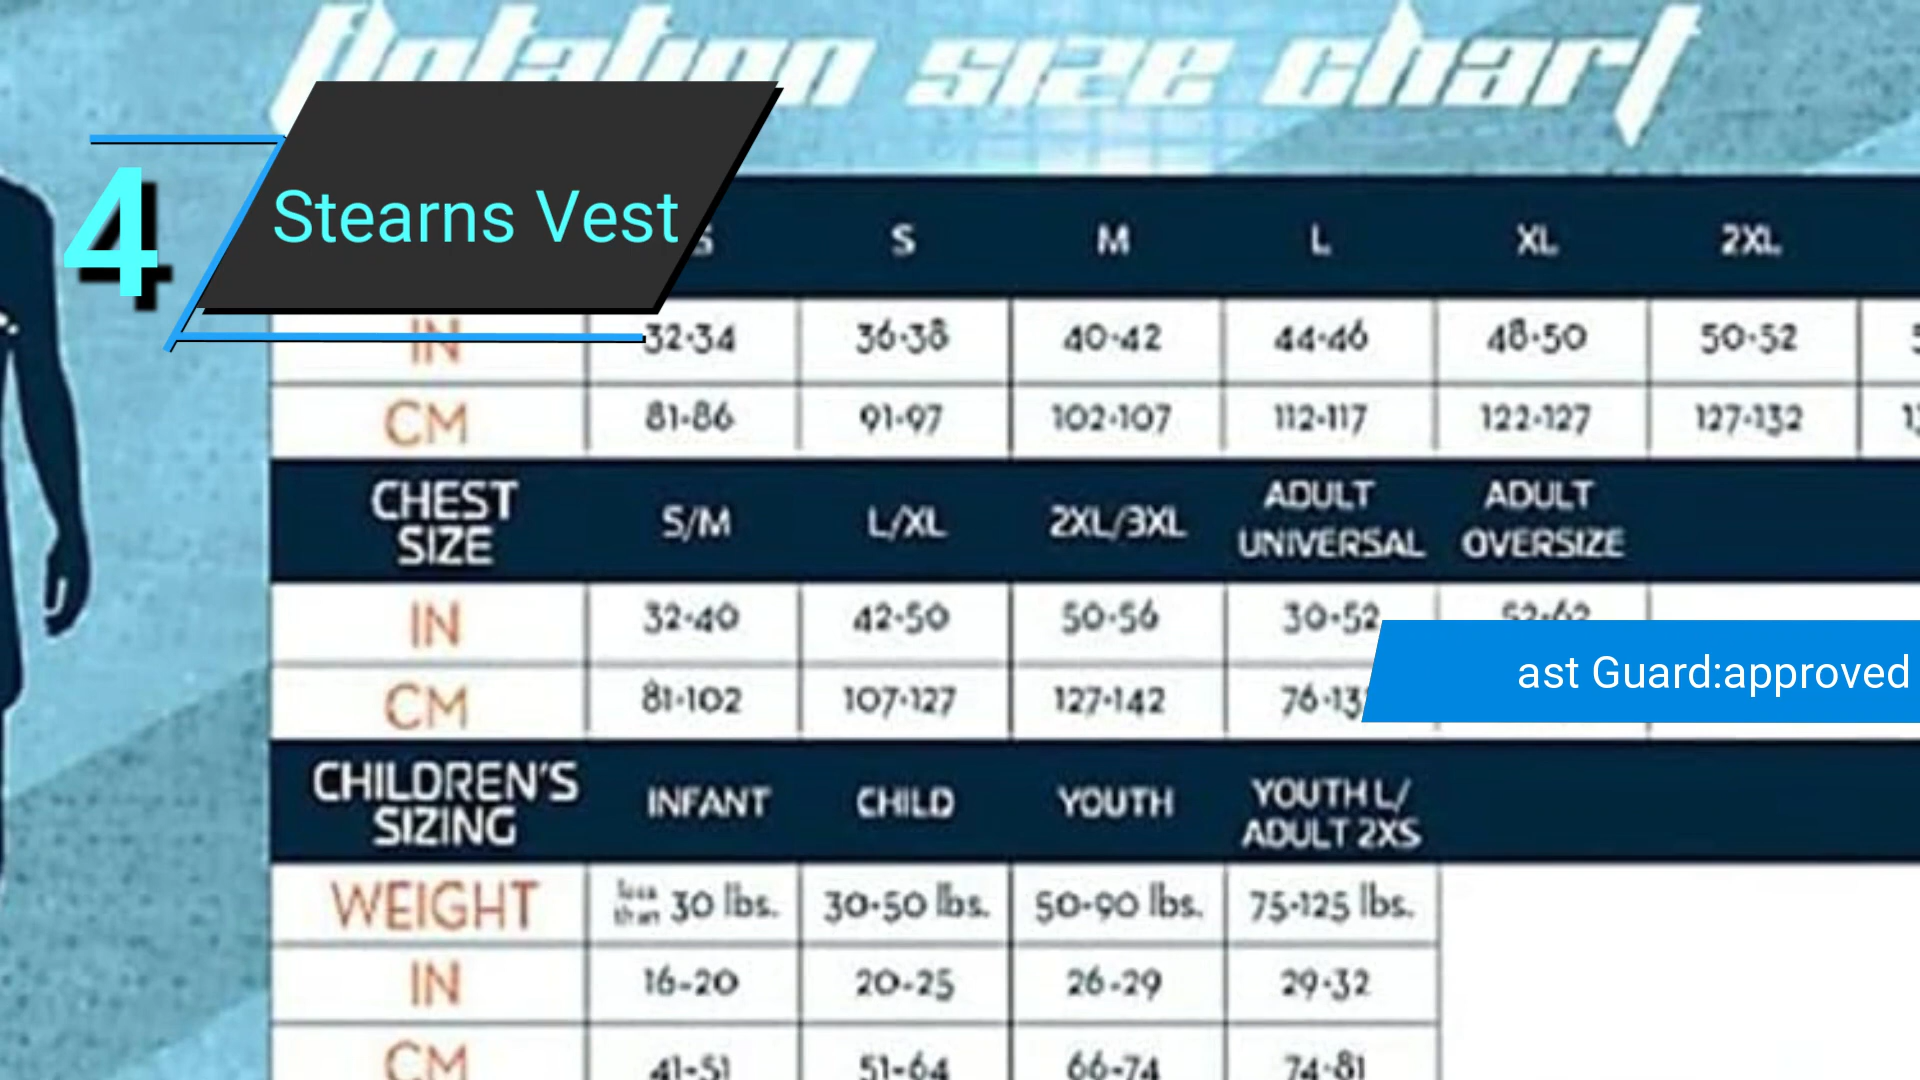 flotation size chart
4
Stearns Vest
S
S
M
L
XL
2XL
IN
32-34
36-38
40-42
44-46
48-50
50-52
CM
81-86
91-97
102-107
112-117
122-127
127-132
CHEST
SIZE
S/M
L/XL
2XL/3XL
ADULT
UNIVERSAL
ADULT
OVERSIZE
IN
32-40
42-50
50-56
30-52
52-62
ast Guard:approved
CM
81-102
107-127
127-142
76-13
CHILDREN'S
SIZING
INFANT
CHILD
YOUTH
YOUTH L/
ADULT 2XS
WEIGHT
less
than 30 lbs.
30-50 lbs.
50-90 lbs.
75-125 lbs.
IN
16-20
20-25
26-29
29-32
CM
41-51
51-64
66-74
74-81